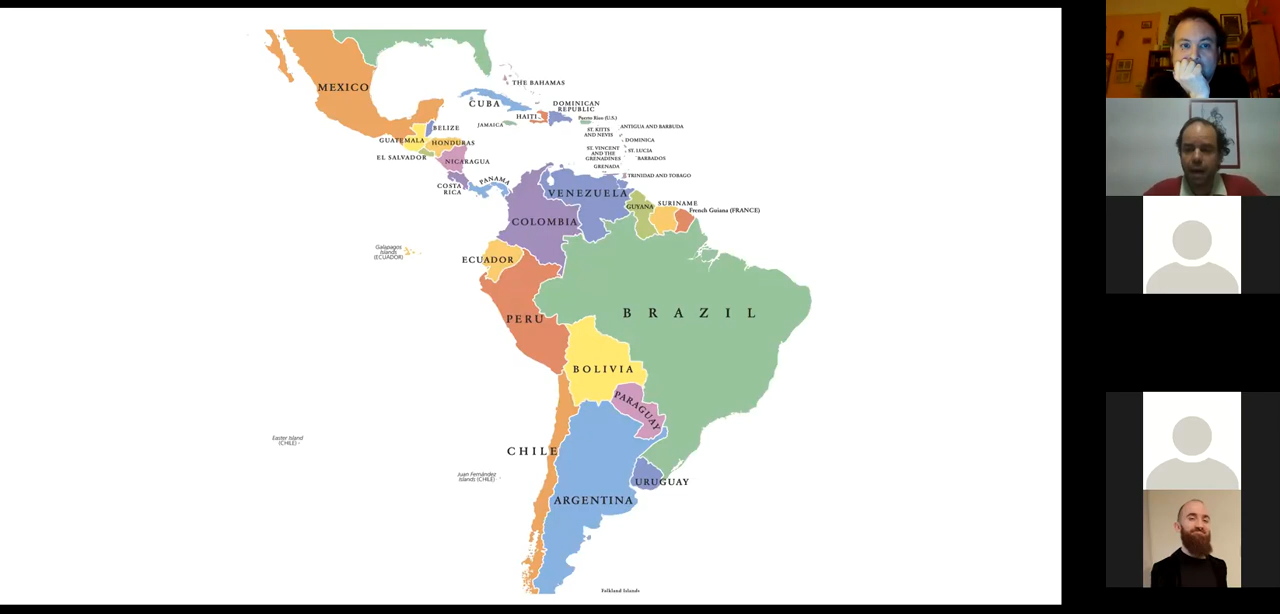 MEXICO
THE BAHAMAS
CUBA
DOMINICAN
REPUBLIC
HAITI
JAMAICA
Puerto Rico (U.S.)
ANTIGUA AND BARBUDA
ST. KITTS
AND NEVIS
DOMINICA
ST. VINCENT
AND THE
GRENADINES
ST. LUCIA
BARBADOS
GRENADA
TRINIDAD AND TOBAGO
BELIZE
GUATEMALA
HONDURAS
EL SALVADOR
NICARAGUA
COSTA
RICA
PANAMA
VENEZUELA
GUYANA
SURINAME
French Guiana (FRANCE)
COLOMBIA
Galapagos
Islands
(ECUADOR)
ECUADOR
PERU
BRAZIL
BOLIVIA
PARAGUAY
Easter Island
(CHILE)
CHILE
Juan Fernández
Islands (CHILE)
URUGUAY
ARGENTINA
Falkland Islands